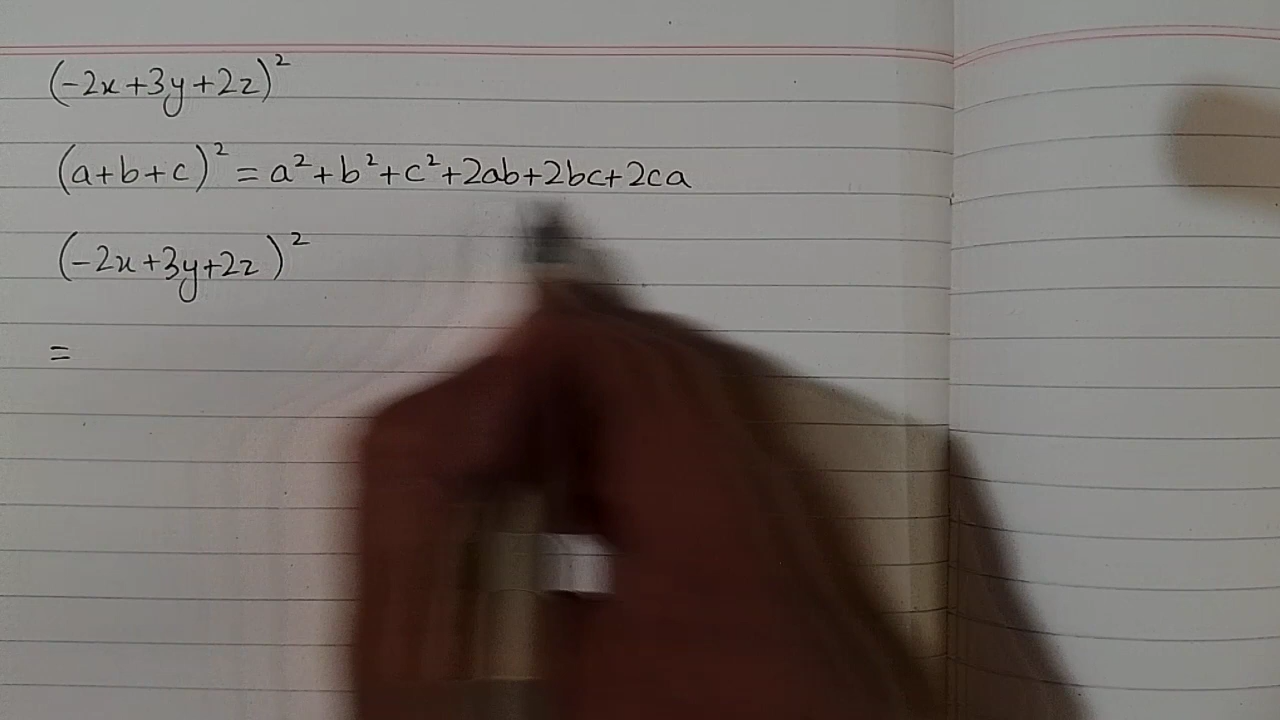 (-2x+3y+2z)²
(a+b+c)² = a²+b²+c²+2ab+2bc+2ca
(-2x+3y+2z)²
=